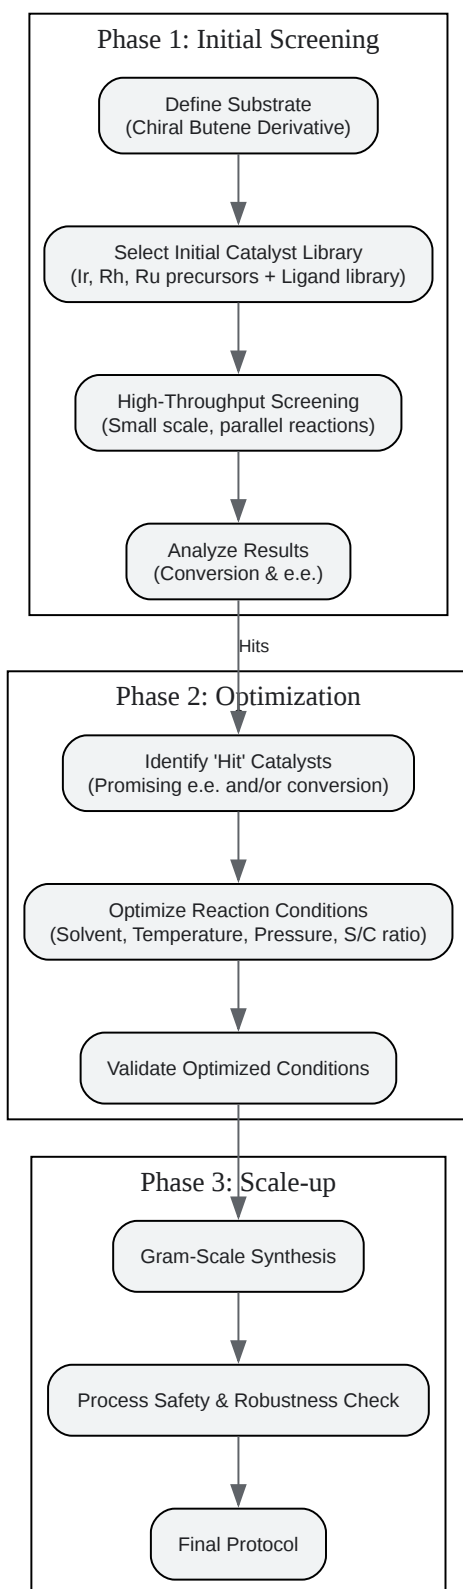 Phase 1: Initial Screening
Define Substrate
(Chiral Butene Derivative)
Select Initial Catalyst Library
(Ir, Rh, Ru precursors + Ligand library)
High-Throughput Screening
(Small scale, parallel reactions)
Analyze Results
(Conversion & e.e.)
Hits
Phase 2: Optimization
Identify 'Hit' Catalysts
(Promising e.e. and/or conversion)
Optimize Reaction Conditions
(Solvent, Temperature, Pressure, S/C ratio)
Validate Optimized Conditions
Phase 3: Scale-up
Gram-Scale Synthesis
Process Safety & Robustness Check
Final Protocol